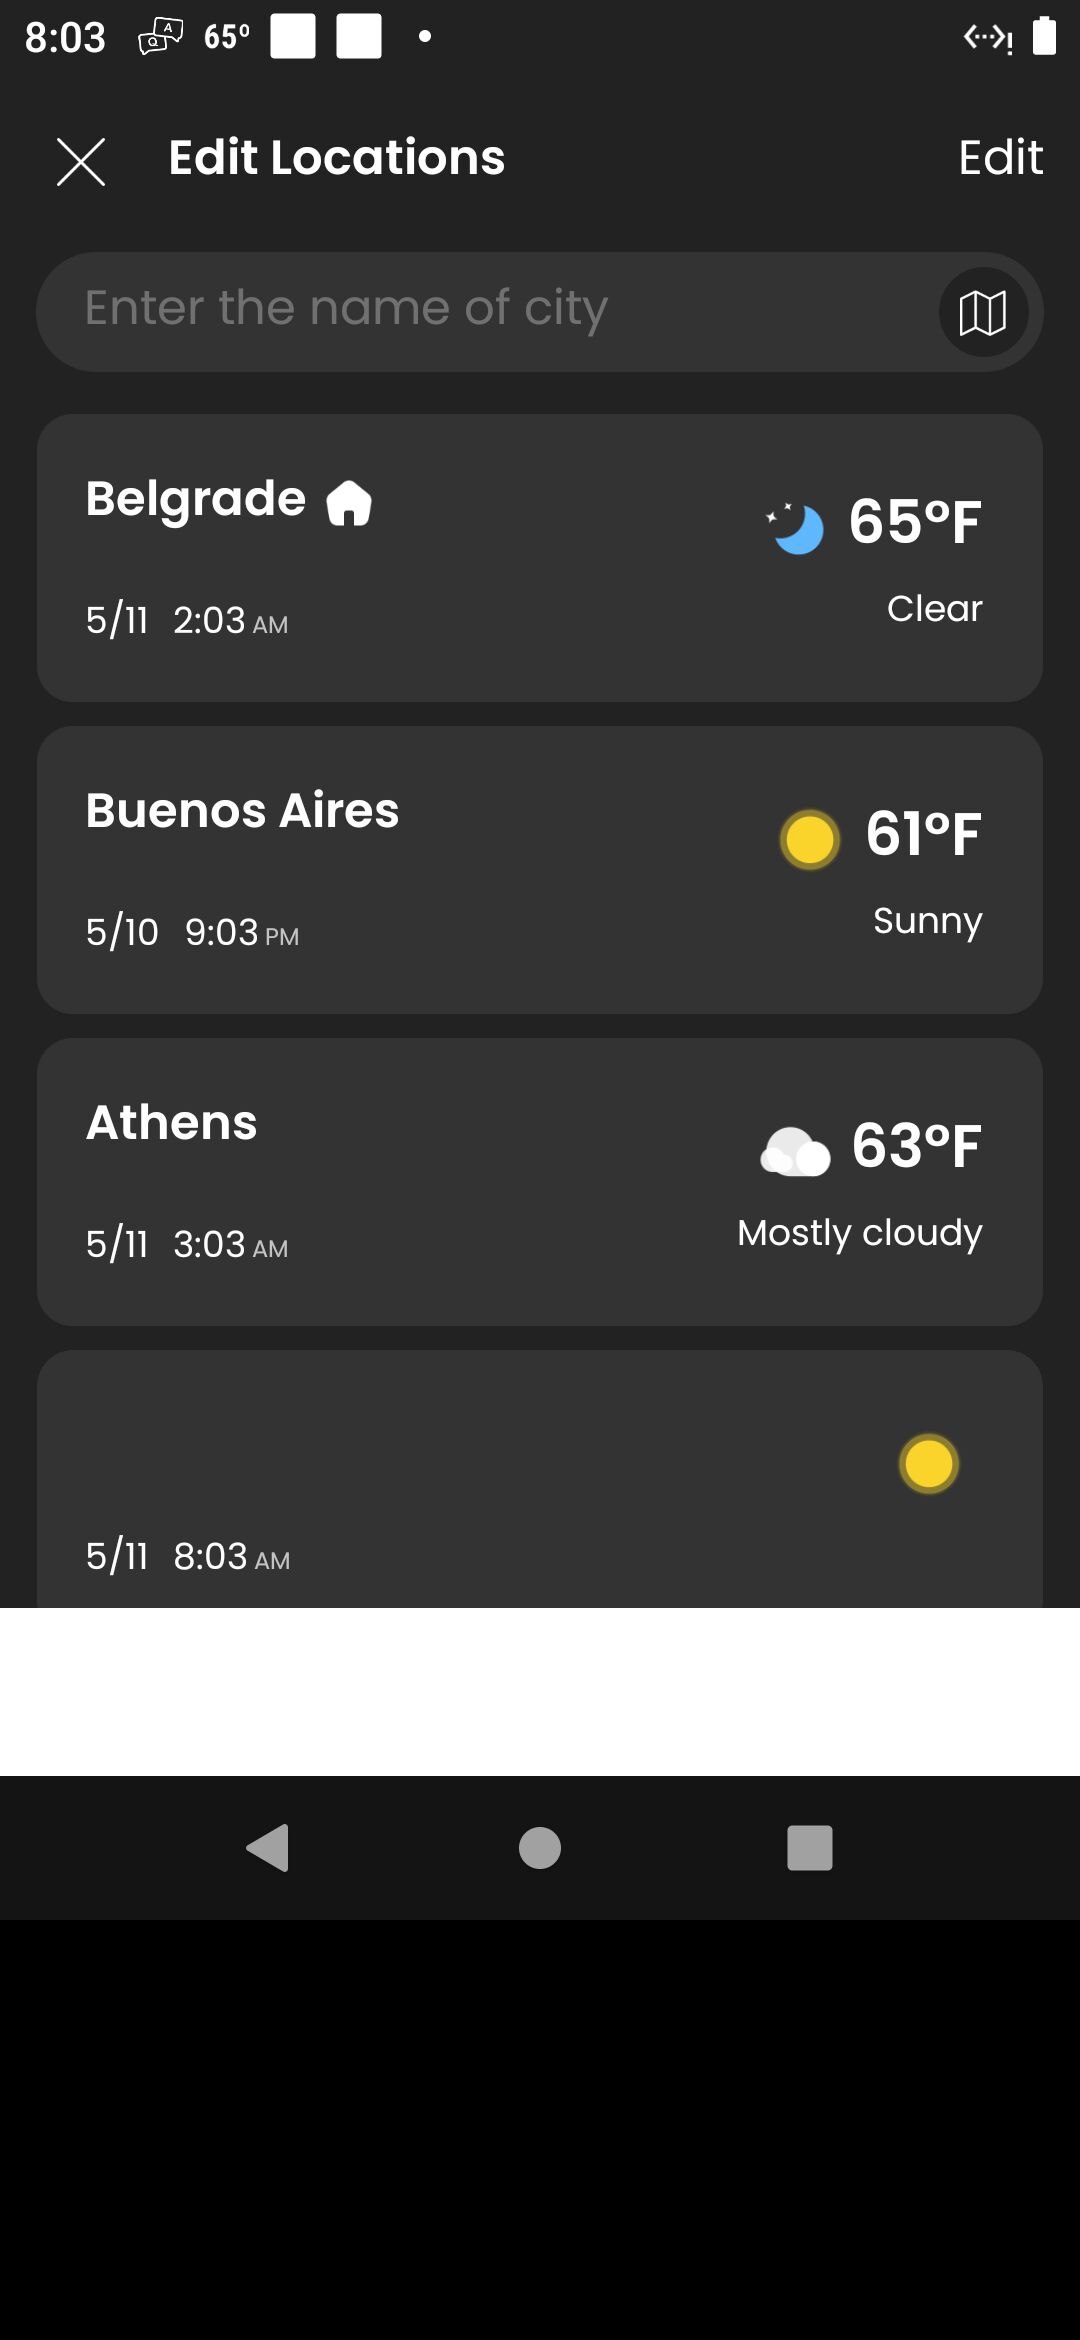 8:03 65º
Edit Locations Edit
Enter the name of city
Belgrade 65°F
5/11 2:03 AM Clear
Buenos Aires 61°F
5/10 9:03 PM Sunny
Athens 63°F
5/11 3:03 AM Mostly cloudy
5/11 8:03 AM